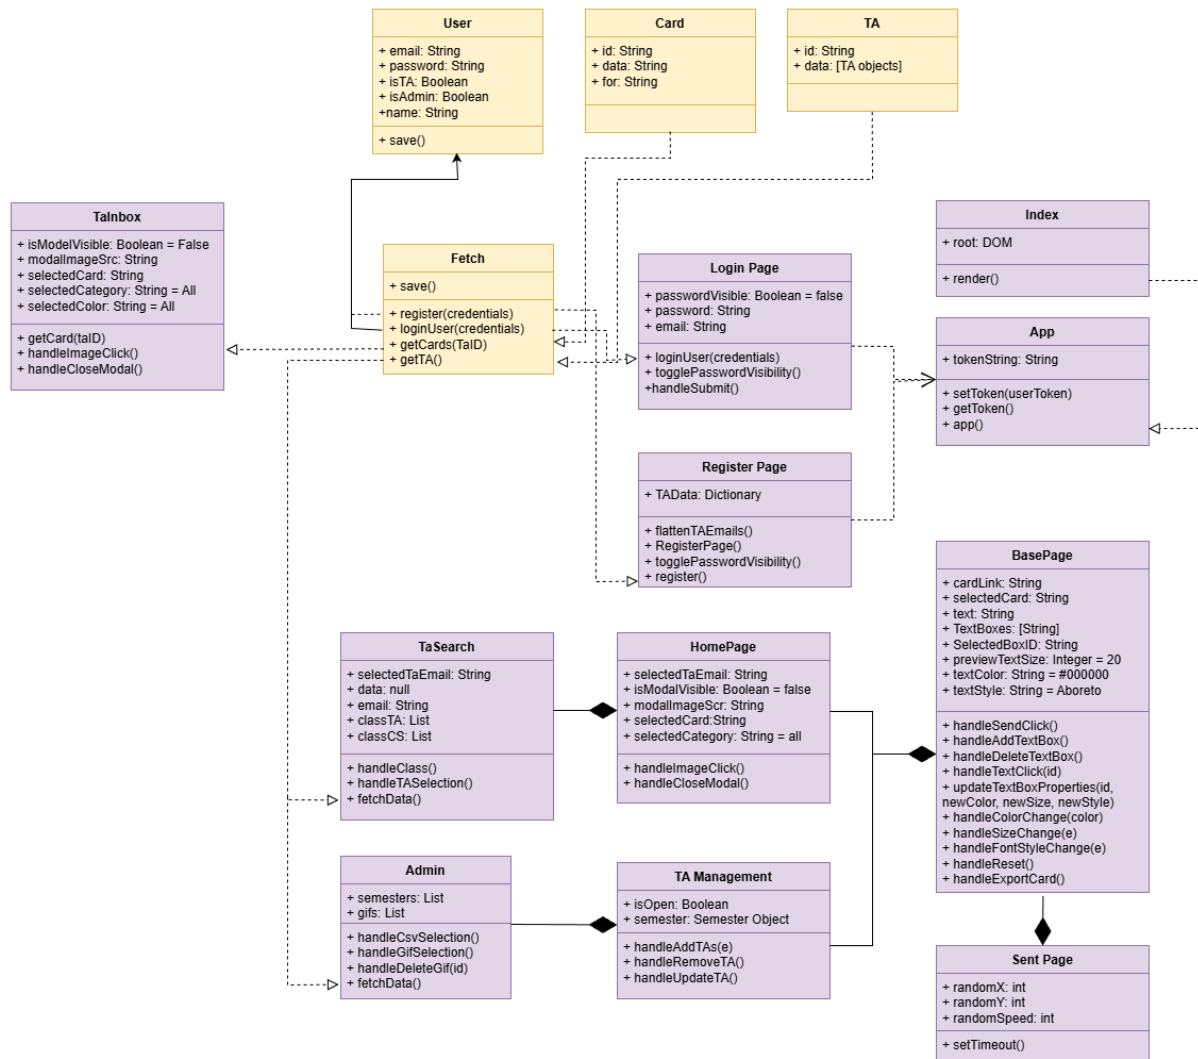 User
+ email: String
+ password: String
+ isTA: Boolean
+ isAdmin: Boolean
+name: String
+ save()
Card
+ id: String
+ data: String
+ for: String
TA
+ id: String
+ data: [TA objects]
TaInbox
+ isModelVisible: Boolean = False
+ modalImageSrc: String
+ selectedCard: String
+ selectedCategory: String = All
+ selectedColor: String = All
+ getCard(taID)
+ handleImageClick()
+ handleCloseModal()
Fetch
+ save()
+ register(credentials)
+ loginUser(credentials)
+ getCards(TaID)
+ getTA()
Login Page
+ passwordVisible: Boolean = false
+ password: String
+ email: String
+ loginUser(credentials)
+ togglePasswordVisibility()
+handleSubmit()
Index
+ root: DOM
+ render()
App
+ tokenString: String
+ setToken(userToken)
+ getToken()
+ app()
Register Page
+ TAData: Dictionary
+ flattenTAEmails()
+ RegisterPage()
+ togglePasswordVisibility()
+ register()
BasePage
+ cardLink: String
+ selectedCard: String
+ text: String
+ TextBoxes: [String]
+ SelectedBoxID: String
+ previewTextSize: Integer = 20
+ textColor: String = #000000
+ textStyle: String = Aboreto
+ handleSendClick()
+ handleAddTextBox()
+ handleDeleteTextBox()
+ handleTextClick(id)
+ updateTextBoxProperties(id,
newColor, newSize, newStyle)
+ handleColorChange(color)
+ handleSizeChange(e)
+ handleFontStyleChange(e)
+ handleReset()
+ handleExportCard()
TaSearch
+ selectedTaEmail: String
+ data: null
+ email: String
+ classTA: List
+ classCS: List
+ handleClass()
+ handleTASelection()
+ fetchData()
HomePage
+ selectedTaEmail: String
+ isModalVisible: Boolean = false
+ modalImageScr: String
+ selectedCard:String
+ selectedCategory: String = all
+ handleImageClick()
+ handleCloseModal()
Admin
+ semesters: List
+ gifs: List
+ handleCsvSelection()
+ handleGifSelection()
+ handleDeleteGif(id)
+ fetchData()
TA Management
+ isOpen: Boolean
+ semester: Semester Object
+ handleAddTAs(e)
+ handleRemoveTA()
+ handleUpdateTA()
Sent Page
+ randomX: int
+ randomY: int
+ randomSpeed: int
+ setTimeout()